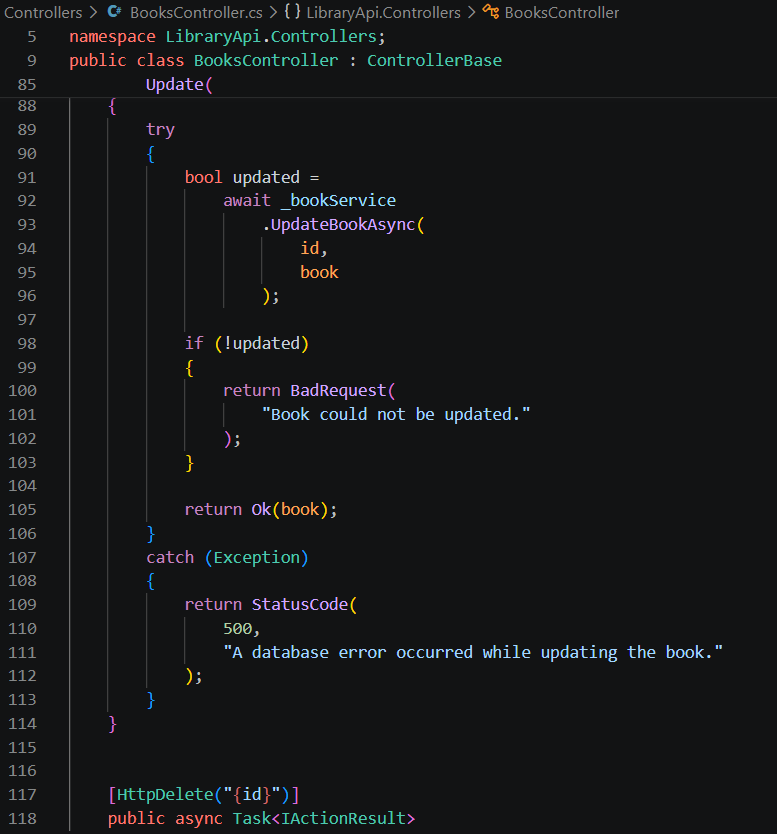 Controllers > C# BooksController.cs > {} LibraryApi.Controllers > BooksController
5 namespace LibraryApi.Controllers;
9 public class BooksController : ControllerBase
85 Update(
88 {
89 try
90 {
91 bool updated =
92 await _bookService
93 .UpdateBookAsync(
94 id,
95 book
96 );
97
98 if (!updated)
99 {
100 return BadRequest(
101 "Book could not be updated."
102 );
103 }
104
105 return Ok(book);
106 }
107 catch (Exception)
108 {
109 return StatusCode(
110 500,
111 "A database error occurred while updating the book."
112 );
113 }
114 }
115
116
117 [HttpDelete("{id}")]
118 public async Task<IActionResult>